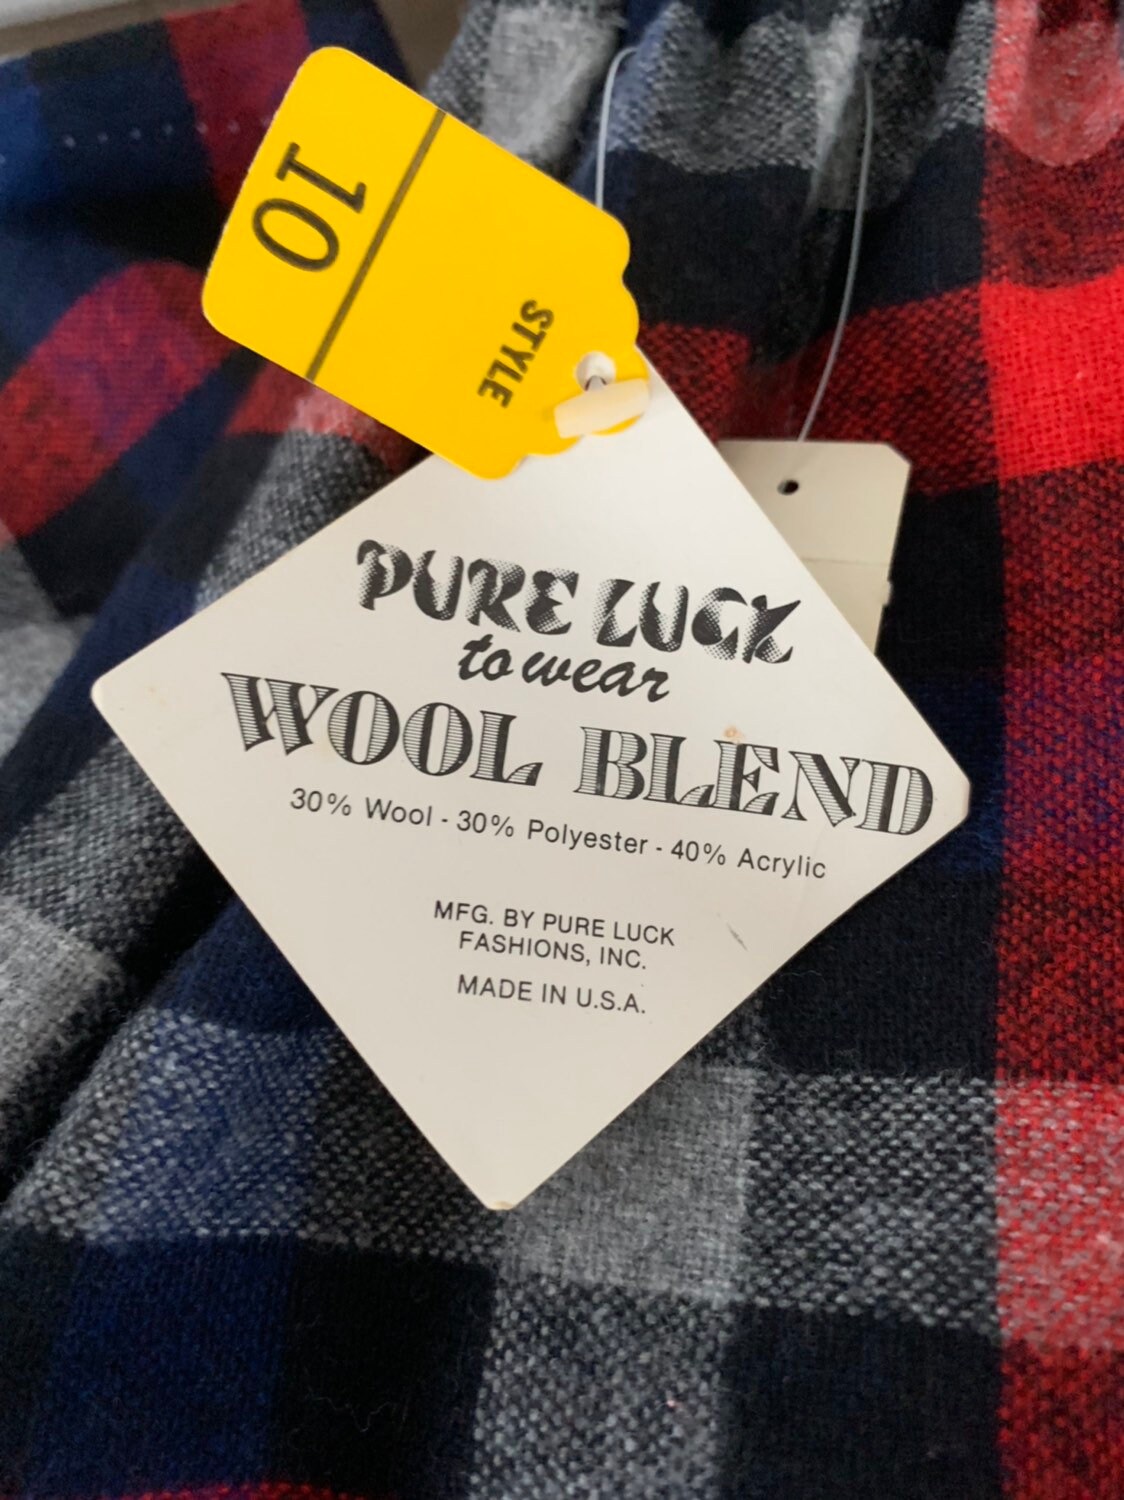 10
STYLE
PURE LUCK
to wear
WOOL BLEND
30% Wool - 30% Polyester - 40% Acrylic
MFG. BY PURE LUCK
FASHIONS, INC.
MADE IN U.S.A.